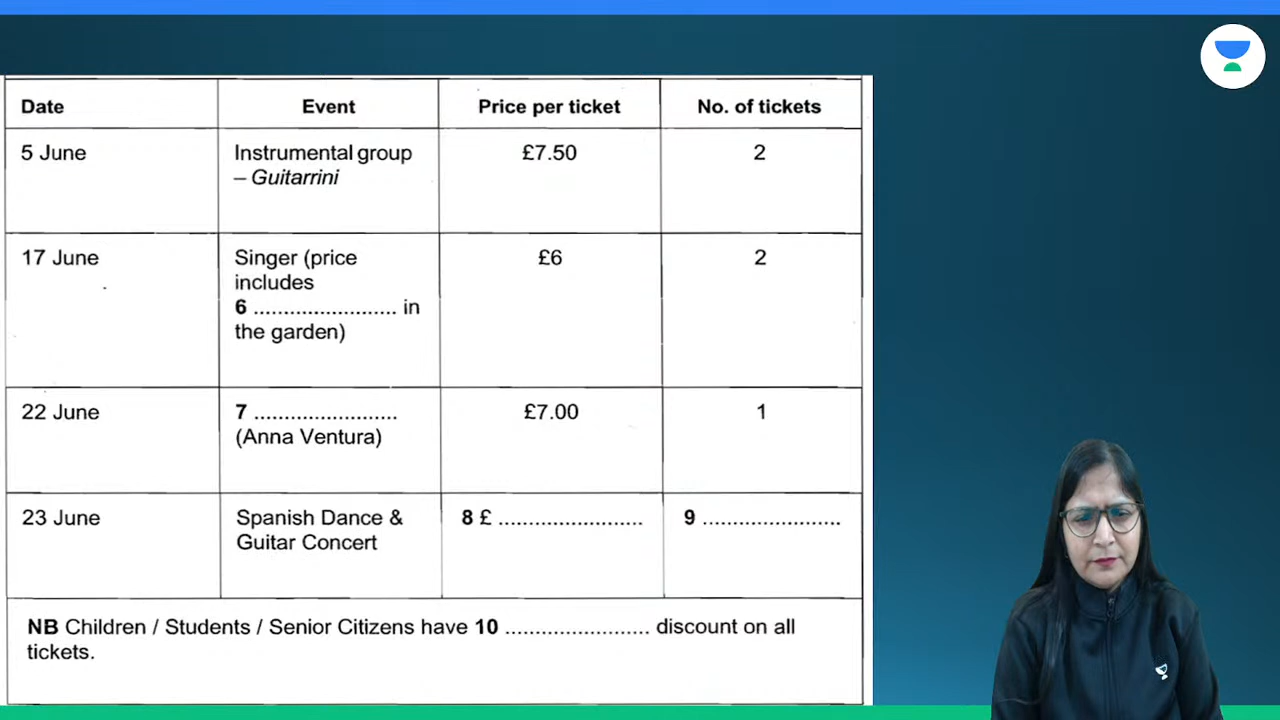 Date Event Price per ticket No. of tickets
5 June Instrumental group £7.50 2
– Guitarrini
17 June Singer (price £6 2
includes
6 ........................ in
the garden)
22 June 7 ........................ £7.00 1
(Anna Ventura)
23 June Spanish Dance & 8 £ ........................ 9 .......................
Guitar Concert
NB Children / Students / Senior Citizens have 10 ........................ discount on all
tickets.